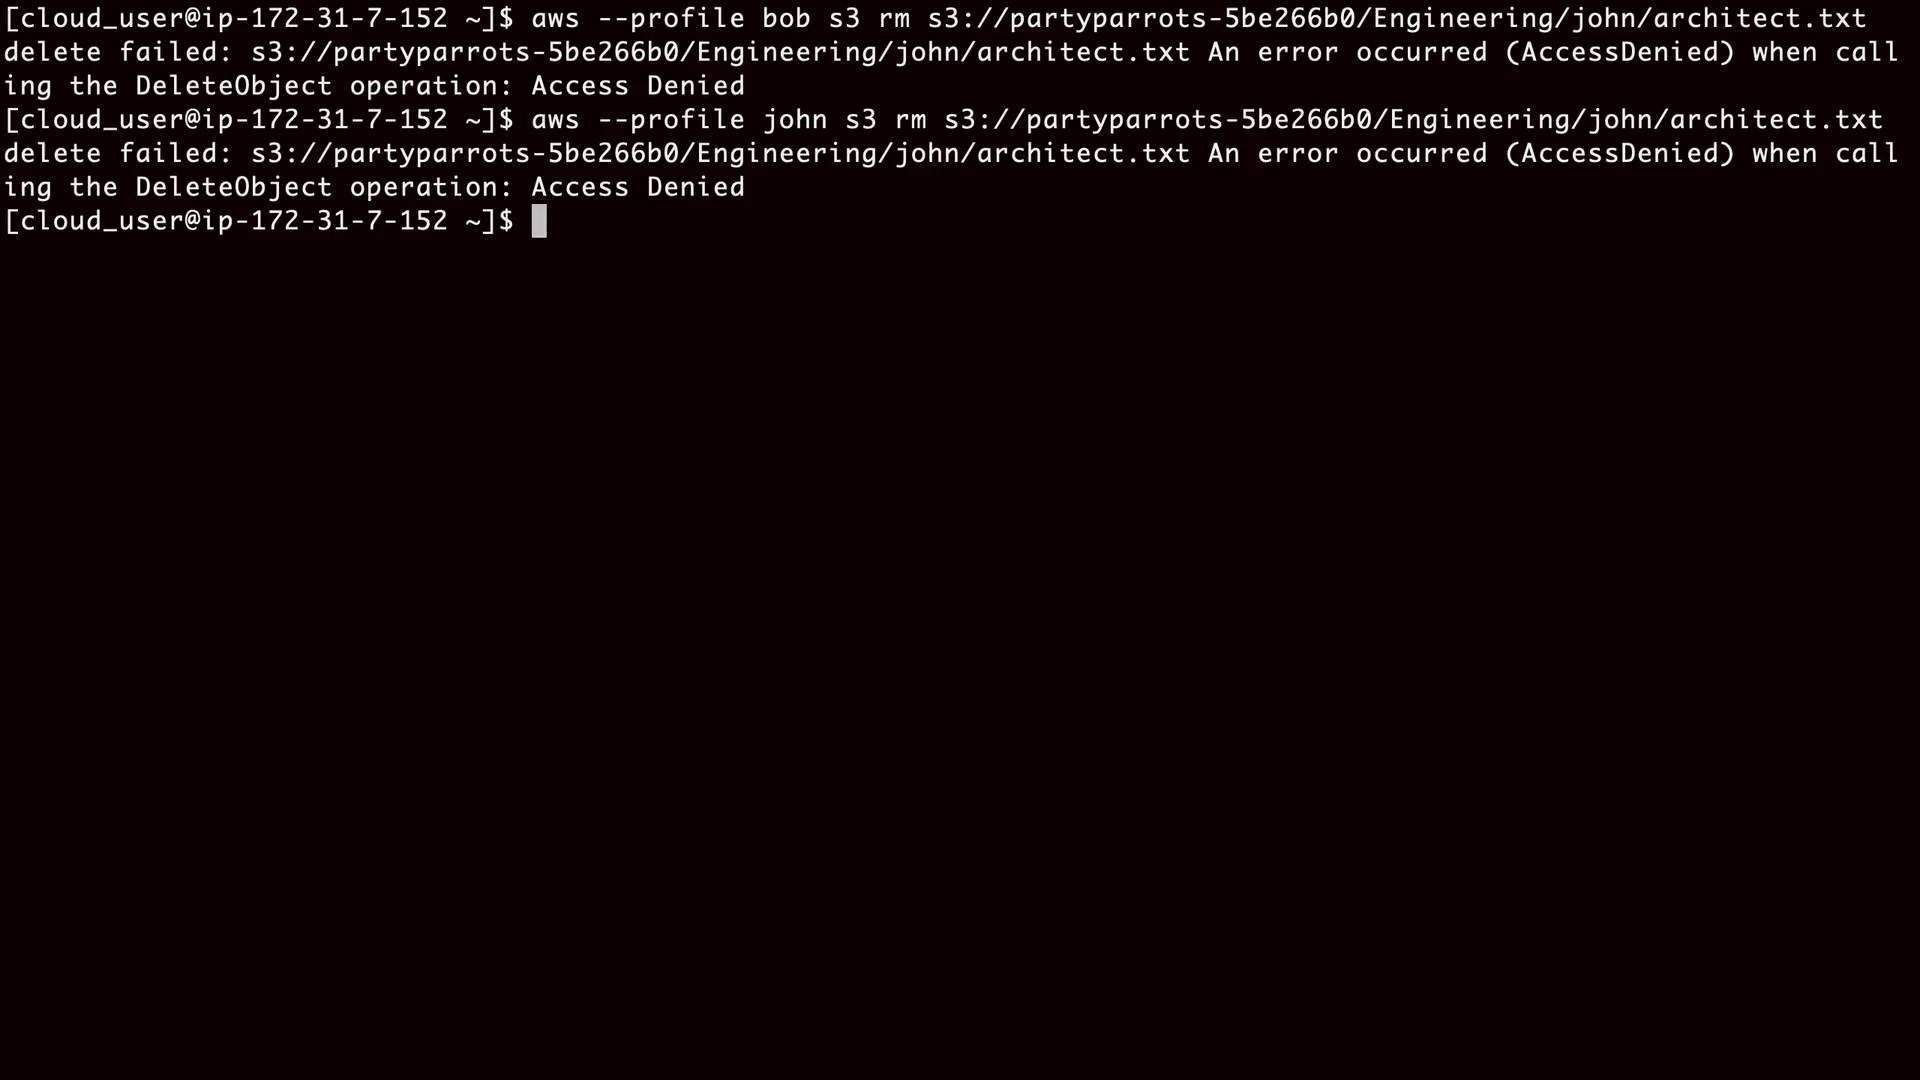 [cloud_user@ip-172-31-7-152 ~]$ aws --profile bob s3 rm s3://partyparrots-5be266b0/Engineering/john/architect.txt
delete failed: s3://partyparrots-5be266b0/Engineering/john/architect.txt An error occurred (AccessDenied) when call
ing the DeleteObject operation: Access Denied
[cloud_user@ip-172-31-7-152 ~]$ aws --profile john s3 rm s3://partyparrots-5be266b0/Engineering/john/architect.txt
delete failed: s3://partyparrots-5be266b0/Engineering/john/architect.txt An error occurred (AccessDenied) when call
ing the DeleteObject operation: Access Denied
[cloud_user@ip-172-31-7-152 ~]$